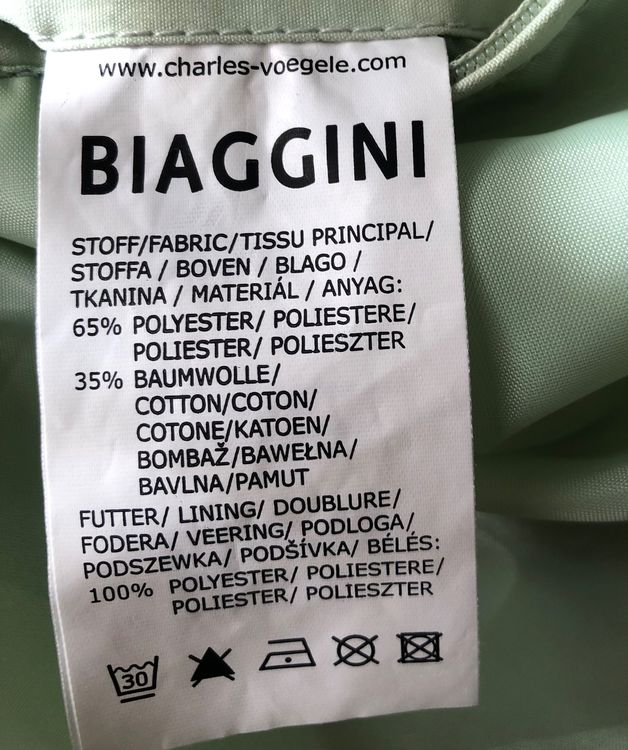 www.charles-voegele.com
BIAGGINI
STOFF/FABRIC/TISSU PRINCIPAL/
STOFFA / BOVEN / BLAGO /
TKANINA / MATERIÁL / ANYAG:
65% POLYESTER/ POLIESTERE/
POLIESTER/ POLIESZTER
35% BAUMWOLLE/
COTTON/COTON/
COTONE/KATOEN/
BOMBAŽ/BAWEŁNA/
BAVLNA/PAMUT
FUTTER/ LINING/ DOUBLURE/
FODERA/ VEERING/ PODLOGA/
PODSZEWKA/ PODŠÍVKA/ BÉLÉS:
100% POLYESTER/ POLIESTERE/
POLIESTER/ POLIESZTER
30